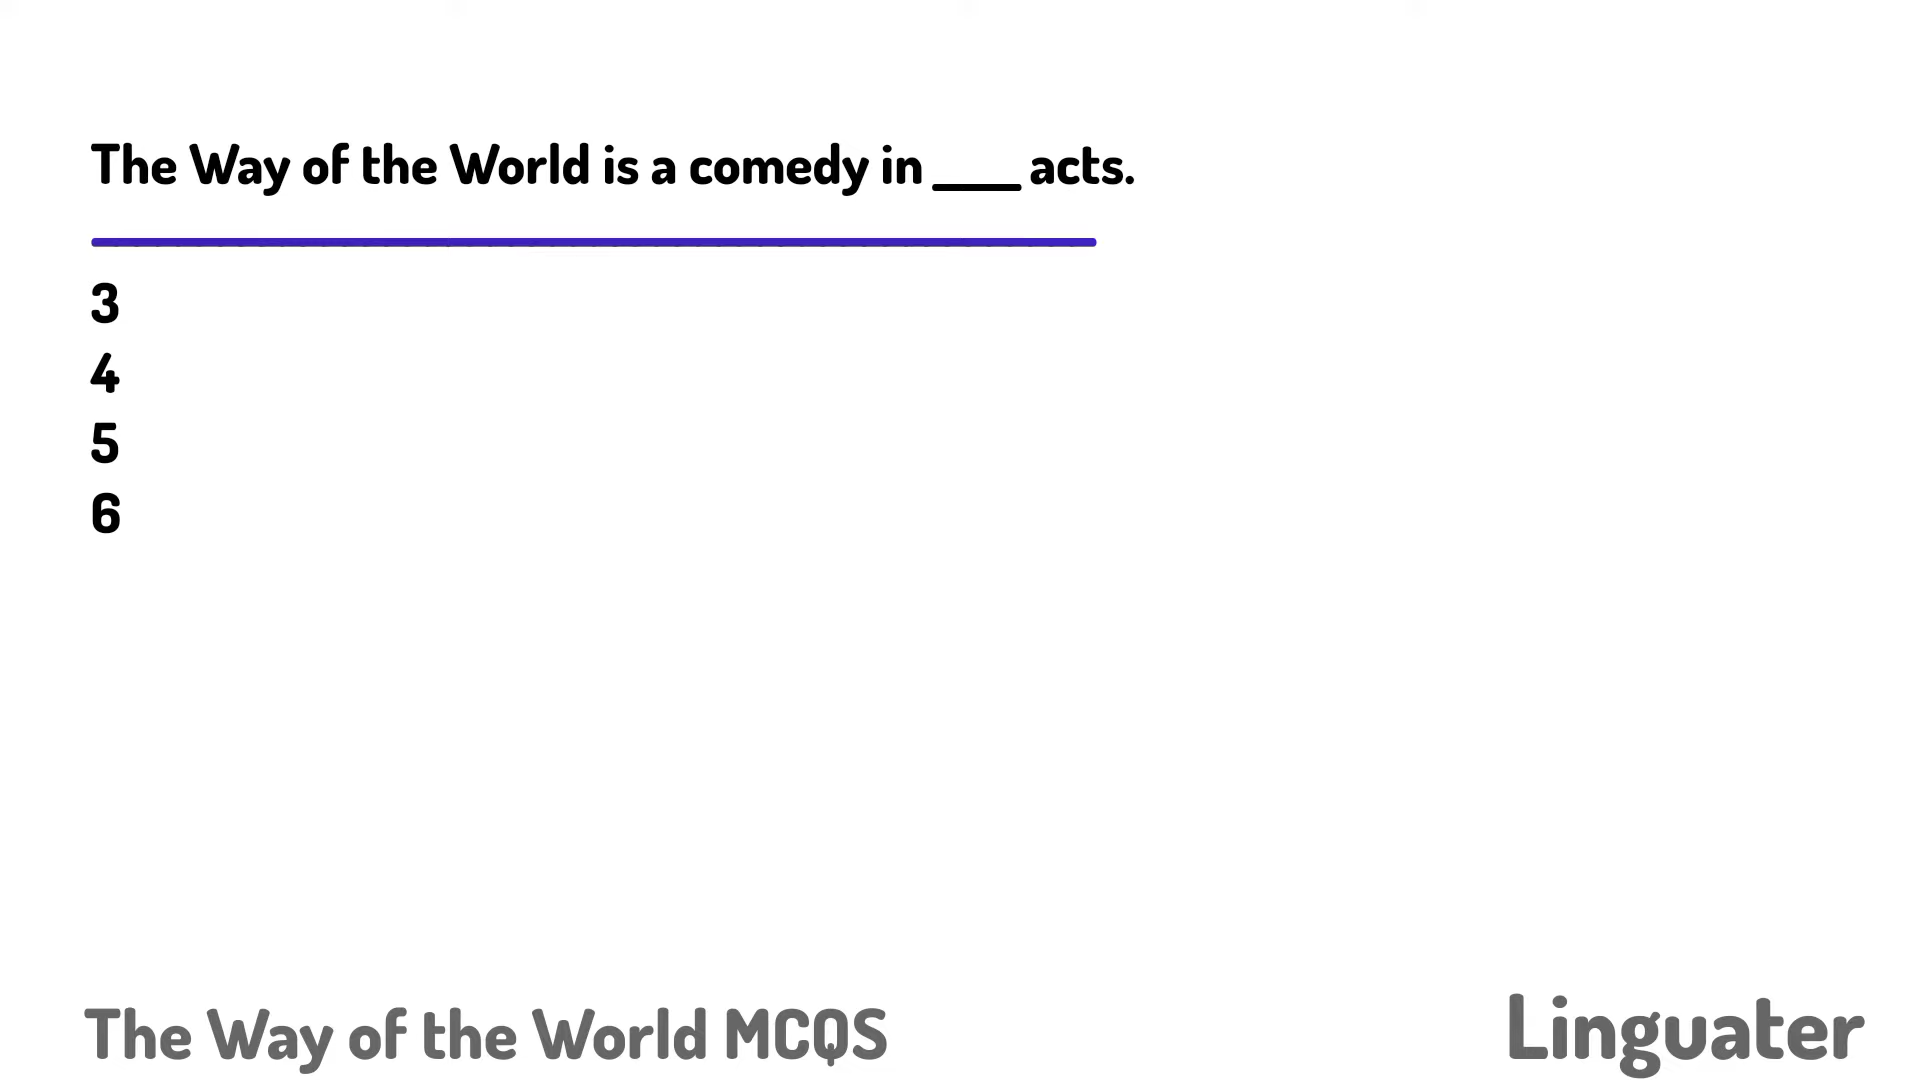 The Way of the World is a comedy in ____ acts.
3
4
5
6
The Way of the World MCQS
Linguater